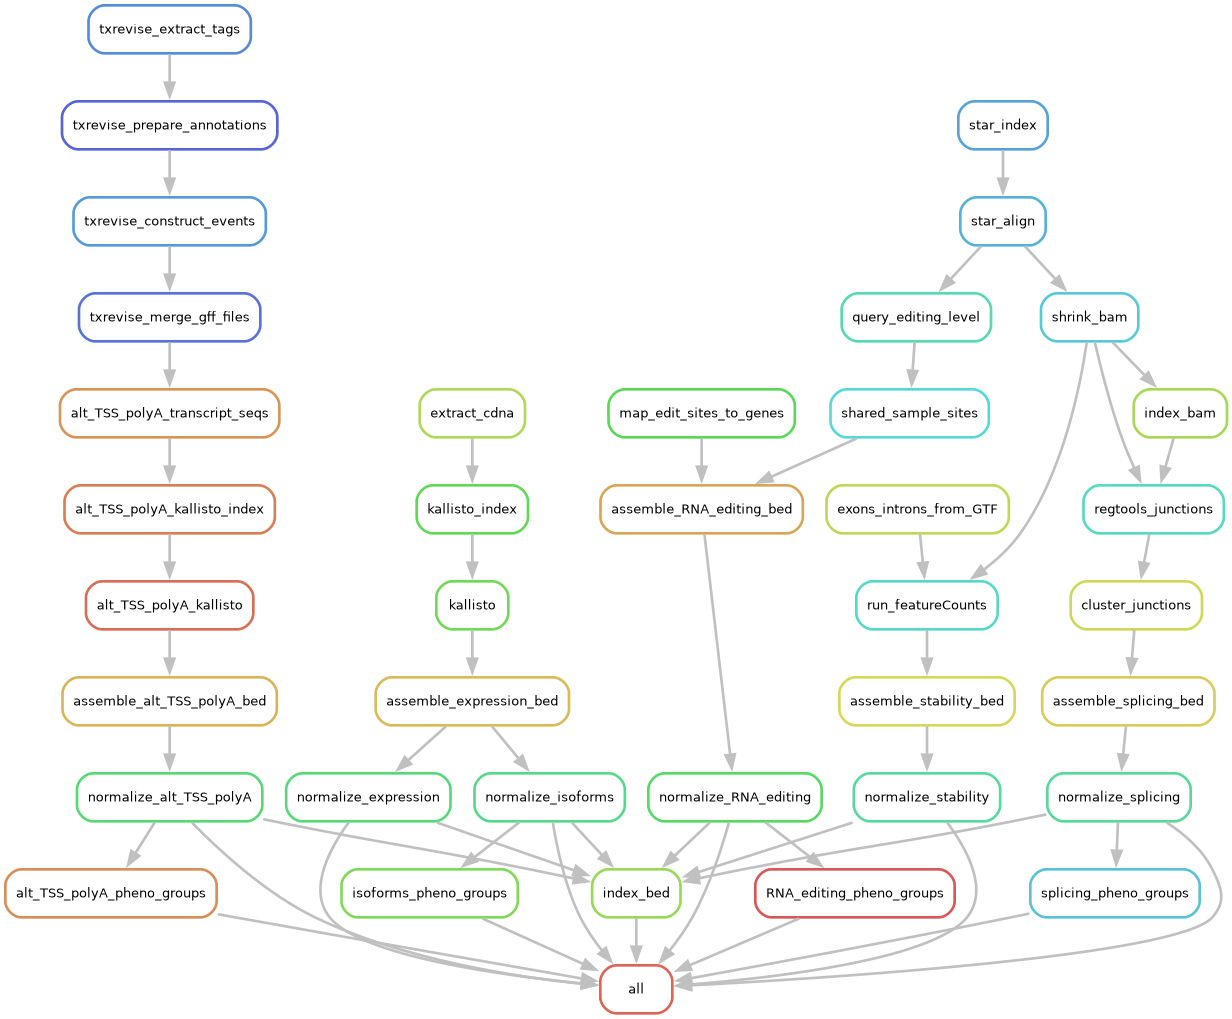 txrevise_extract_tags
txrevise_prepare_annotations
star_index
txrevise_construct_events
star_align
txrevise_merge_gff_files
query_editing_level
shrink_bam
alt_TSS_polyA_transcript_seqs
extract_cdna
map_edit_sites_to_genes
shared_sample_sites
index_bam
alt_TSS_polyA_kallisto_index
kallisto_index
assemble_RNA_editing_bed
exons_introns_from_GTF
regtools_junctions
alt_TSS_polyA_kallisto
kallisto
run_featureCounts
cluster_junctions
assemble_alt_TSS_polyA_bed
assemble_expression_bed
assemble_stability_bed
assemble_splicing_bed
normalize_alt_TSS_polyA
normalize_expression
normalize_isoforms
normalize_RNA_editing
normalize_stability
normalize_splicing
alt_TSS_polyA_pheno_groups
isoforms_pheno_groups
index_bed
RNA_editing_pheno_groups
splicing_pheno_groups
all